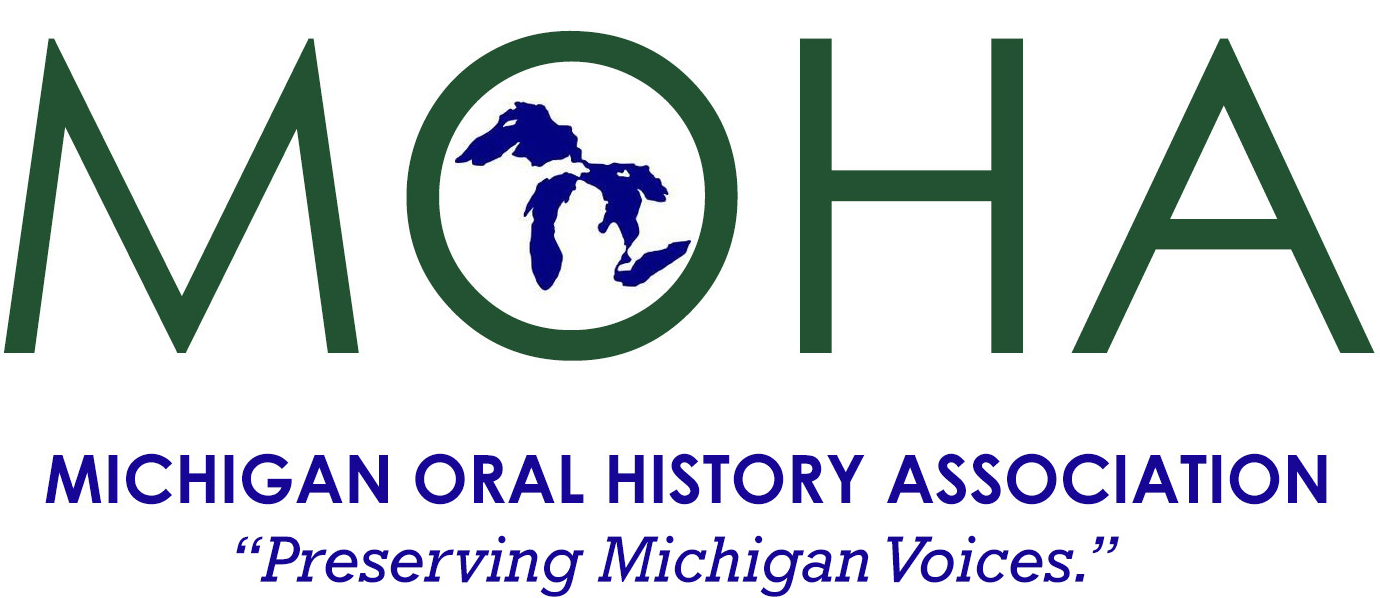 MOHA
MICHIGAN ORAL HISTORY ASSOCIATION
“Preserving Michigan Voices.”